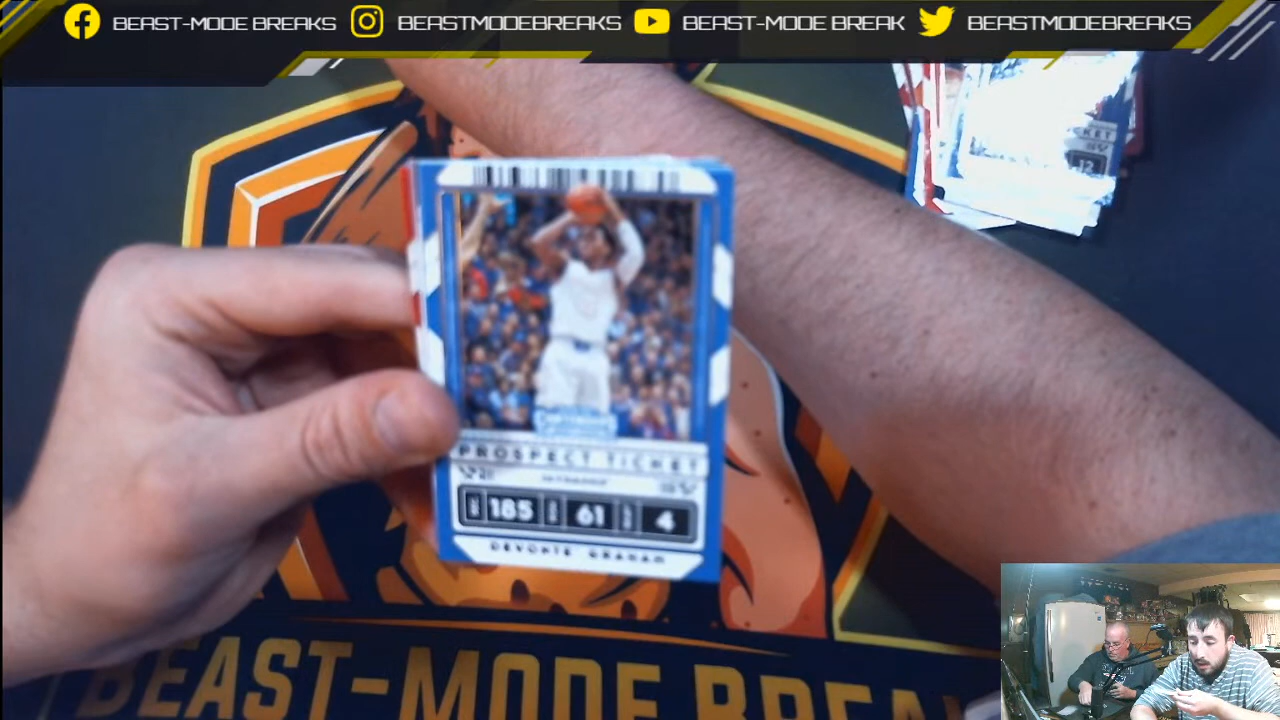 BEAST-MODE BREAKS BEASTMODEBREAKS BEAST-MODE BREAK BEASTMODEBREAKS
PROSPECT TICKET
185 61 4
DEVONTE GRAHAM
BEAST-MODE BREA